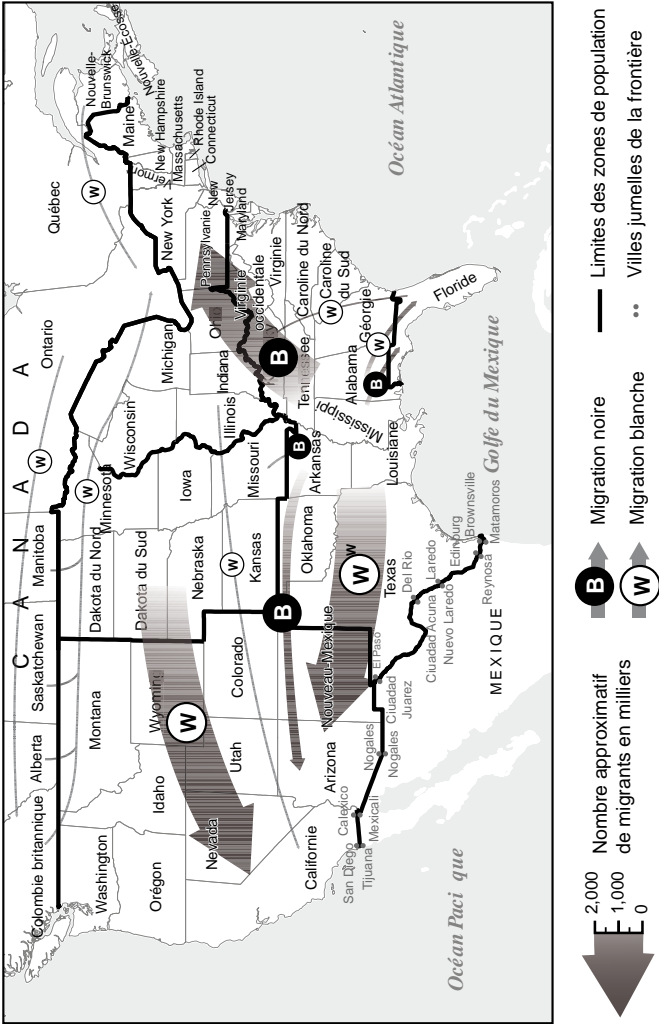 C A N A D A
Colombie britannique
Alberta
Saskatchewan
Manitoba
Ontario
Québec
Nouvelle-
Brunswick
Nouvelle-Écosse
Washington
Montana
Dakota du Nord
Minnesota
Wisconsin
Michigan
New York
Vermont
Maine
New Hampshire
Massachusetts
Rhode Island
Connecticut
Orégon
Idaho
Wyoming
Dakota du Sud
Iowa
Nebraska
Illinois
Indiana
Ohio
Pennsylvanie
New
Jersey
Maryland
Nevada
Utah
Colorado
Kansas
Missouri
Virginie
occidentale
Virginie
Californie
Arizona
Nouveau-Mexique
Oklahoma
Arkansas
Tennessee
Caroline du Nord
Caroline
du Sud
Texas
Louisiane
Mississippi
Alabama
Géorgie
Floride
San Diego
Tijuana
Calexico
Mexicali
Nogales
Nogales
El Paso
Ciuadad
Juarez
Del Rio
Ciuadad Acuna
Laredo
Nuevo Laredo
Edinburg
Reynosa
Brownsville
Matamoros
MEXIQUE
Océan Paci que
Golfe du Mexique
Océan Atlantique
W
W
W
W
W
W
W
W
W
B
B
B
B
2,000
1,000
0
Nombre approximatif
de migrants en milliers
B Migration noire
W Migration blanche
Limites des zones de population
Villes jumelles de la frontière